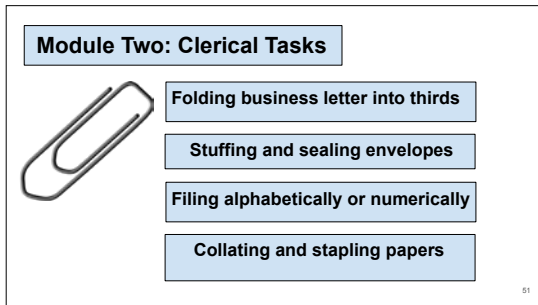 Module Two: Clerical Tasks
Folding business letter into thirds
Stuffing and sealing envelopes
Filing alphabetically or numerically
Collating and stapling papers
51